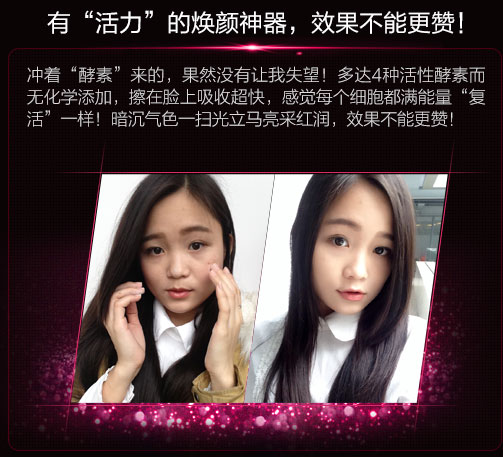 有“活力”的焕颜神器，效果不能更赞！
冲着“酵素”来的，果然没有让我失望！多达4种活性酵素而
无化学添加，擦在脸上吸收超快，感觉每个细胞都满能量“复
活”一样！暗沉气色一扫光立马亮采红润，效果不能更赞！